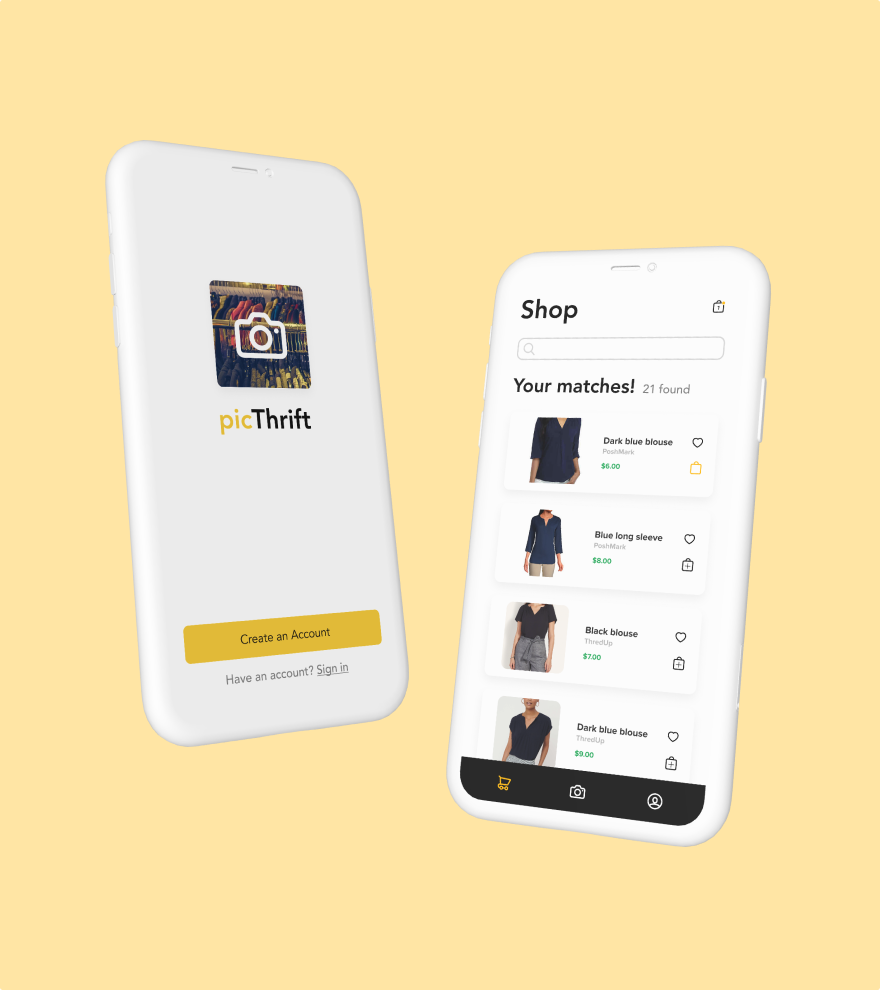 picThrift
Create an Account
Have an account? Sign in
Shop
Your matches! 21 found
Dark blue blouse
PoshMark
$6.00
Blue long sleeve
PoshMark
$8.00
Black blouse
ThredUp
$7.00
Dark blue blouse
ThredUp
$9.00